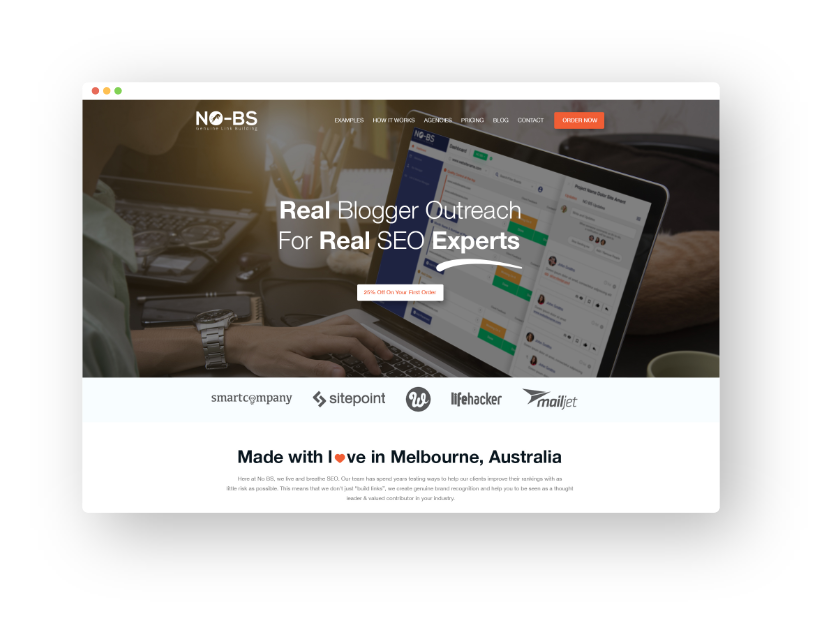 NO-BS
Genuine Link Building
EXAMPLES HOW IT WORKS AGENCIES PRICING BLOG CONTACT ORDER NOW
NO-BS
Dashboard
Real Blogger Outreach
For Real SEO Experts
25% Off On Your First Order
smartcompany sitepoint W lifehacker mailjet
Made with love in Melbourne, Australia
Here at No BS, we live and breathe SEO. Our team has spend years testing ways to help our clients improve their rankings with as
little risk as possible. This means that we don't just "build links", we create genuine brand recognition and help you to be seen as a thought
leader & valued contributor in your industry.